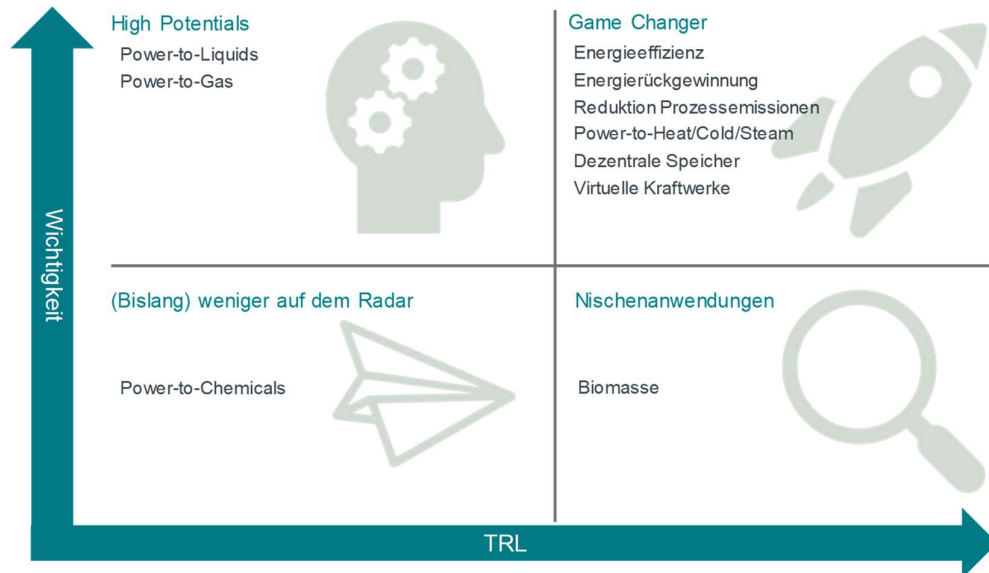 High Potentials
Power-to-Liquids
Power-to-Gas
Game Changer
Energieeffizienz
Energierückgewinnung
Reduktion Prozessemissionen
Power-to-Heat/Cold/Steam
Dezentrale Speicher
Virtuelle Kraftwerke
Wichtigkeit
(Bislang) weniger auf dem Radar
Power-to-Chemicals
Nischenanwendungen
Biomasse
TRL